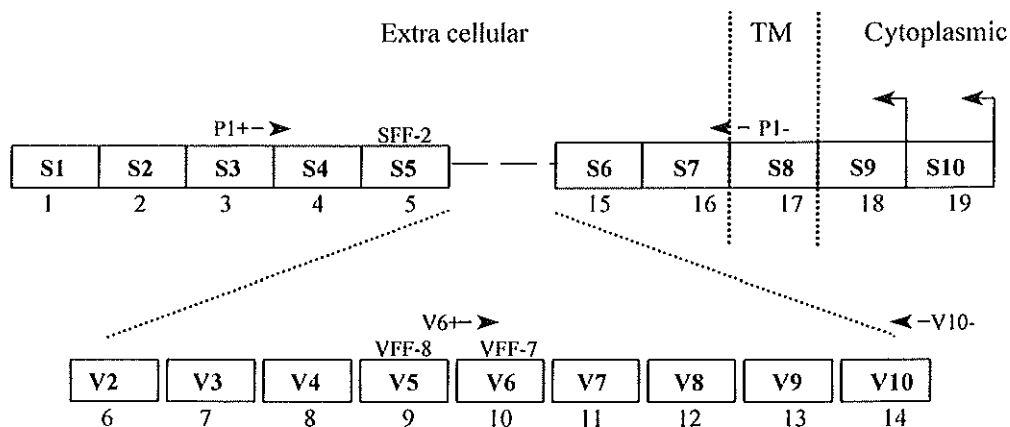 Extra cellular TM Cytoplasmic
P1+ SFF-2 P1-
S1 S2 S3 S4 S5 S6 S7 S8 S9 S10
1 2 3 4 5 15 16 17 18 19
V6+ V10-
VFF-8 VFF-7
V2 V3 V4 V5 V6 V7 V8 V9 V10
6 7 8 9 10 11 12 13 14